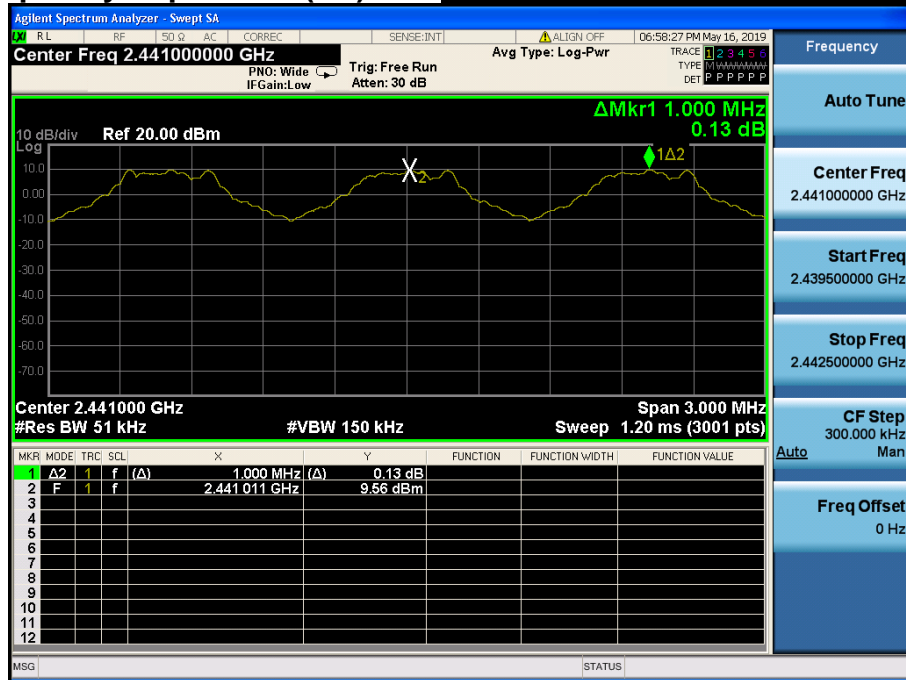 Agilent Spectrum Analyzer - Swept SA
LXI RL RF 50 Ω AC CORREC SENSE:INT ALIGN OFF 06:58:27 PM May 16, 2019
Center Freq 2.441000000 GHz
PNO: Wide
IFGain:Low
Trig: Free Run
Atten: 30 dB
Avg Type: Log-Pwr
TRACE 1 2 3 4 5 6
TYPE M W W W W W
DET P P P P P P
ΔMkr1 1.000 MHz
0.13 dB
10 dB/div Ref 20.00 dBm
Log
1Δ2
X2
10.0
0.00
-10.0
-20.0
-30.0
-40.0
-50.0
-60.0
-70.0
Center 2.441000 GHz Span 3.000 MHz
#Res BW 51 kHz #VBW 150 kHz Sweep 1.20 ms (3001 pts)
MKR MODE TRC SCL X Y FUNCTION FUNCTION WIDTH FUNCTION VALUE
1 Δ2 1 f (Δ) 1.000 MHz (Δ) 0.13 dB
2 F 1 f 2.441 011 GHz 9.56 dBm
3
4
5
6
7
8
9
10
11
12
MSG STATUS
Frequency
Auto Tune
Center Freq
2.441000000 GHz
Start Freq
2.439500000 GHz
Stop Freq
2.442500000 GHz
CF Step
300.000 kHz
Auto Man
Freq Offset
0 Hz